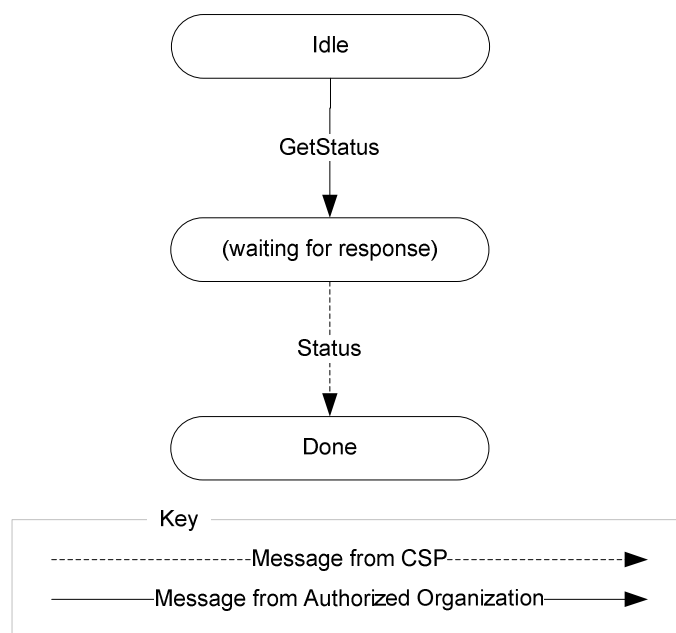 Idle
GetStatus
(waiting for response)
Status
Done
Key
Message from CSP
Message from Authorized Organization